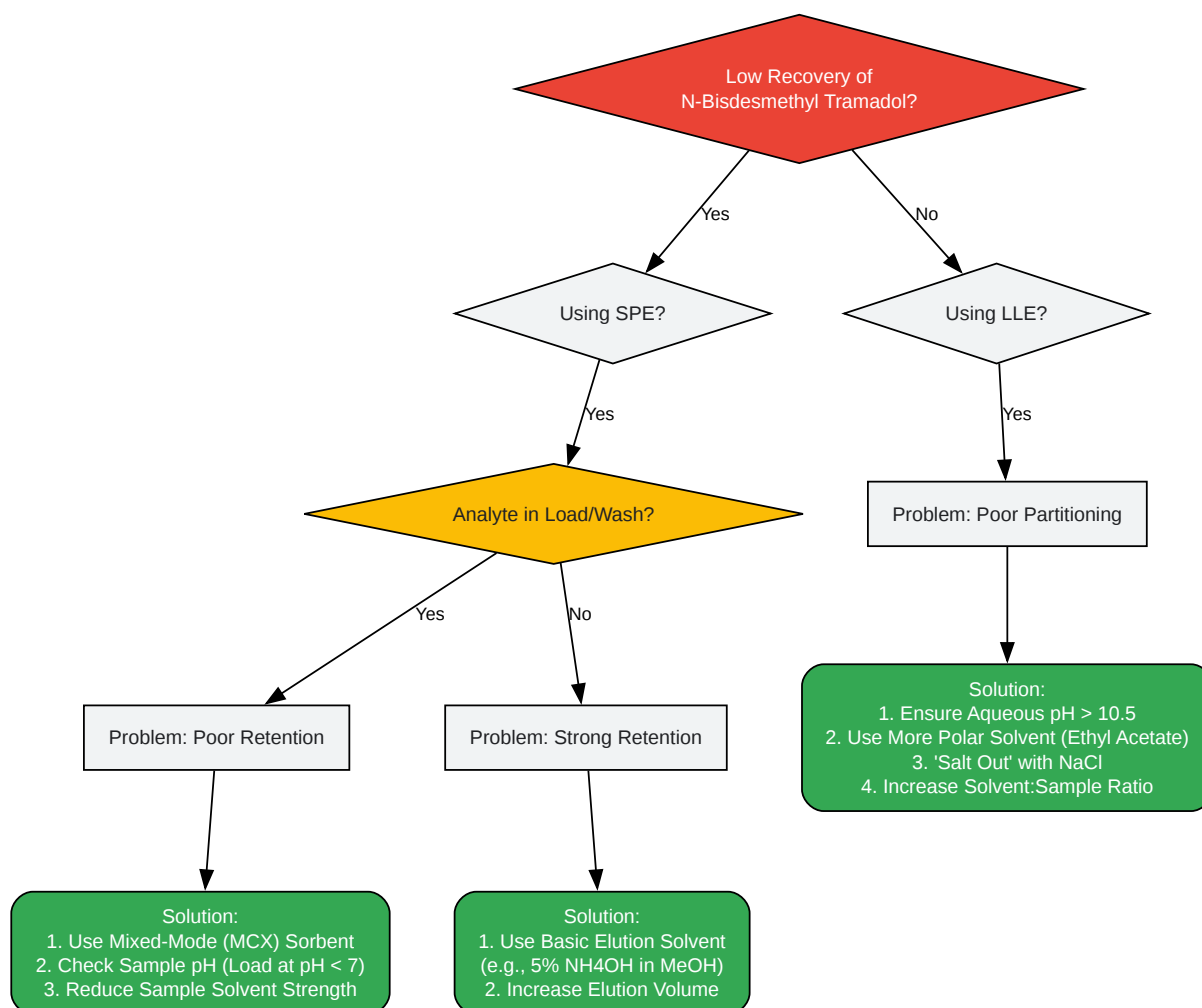 Low Recovery of
N-Bisdesmethyl Tramadol?
Yes
No
Using SPE?
Using LLE?
Yes
Yes
Analyte in Load/Wash?
Problem: Poor Partitioning
Yes
No
Problem: Poor Retention
Problem: Strong Retention
Solution:
1. Ensure Aqueous pH > 10.5
2. Use More Polar Solvent (Ethyl Acetate)
3. 'Salt Out' with NaCl
4. Increase Solvent:Sample Ratio
Solution:
1. Use Mixed-Mode (MCX) Sorbent
2. Check Sample pH (Load at pH < 7)
3. Reduce Sample Solvent Strength
Solution:
1. Use Basic Elution Solvent
(e.g., 5% NH4OH in MeOH)
2. Increase Elution Volume